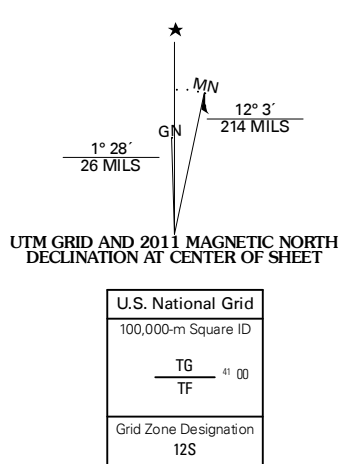 MN
12° 3´
214 MILS
GN
1° 28´
26 MILS
UTM GRID AND 2011 MAGNETIC NORTH
DECLINATION AT CENTER OF SHEET
U.S. National Grid
100,000-m Square ID
TG
41 00
TF
Grid Zone Designation
12S